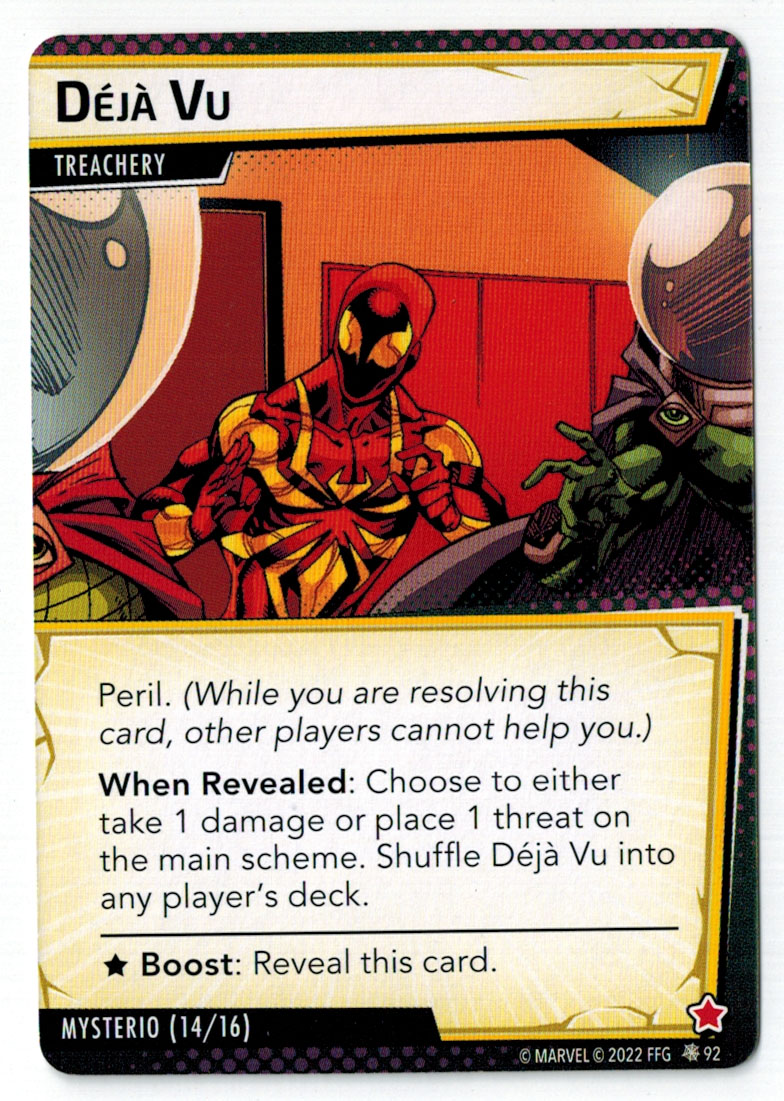 DÉJÀ VU
TREACHERY
Peril. (While you are resolving this
card, other players cannot help you.)
When Revealed: Choose to either
take 1 damage or place 1 threat on
the main scheme. Shuffle Déjà Vu into
any player's deck.
★ Boost: Reveal this card.
MYSTERIO (14/16)
© MARVEL © 2022 FFG 92